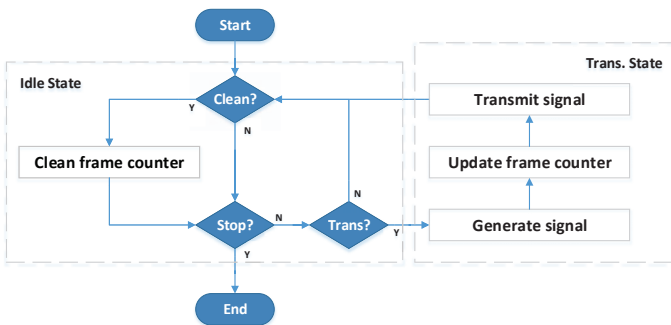 Start
Idle State
Trans. State
Clean?
Transmit signal
Y
N
Clean frame counter
Update frame counter
N
Stop?
N
Trans?
Y
Generate signal
Y
End